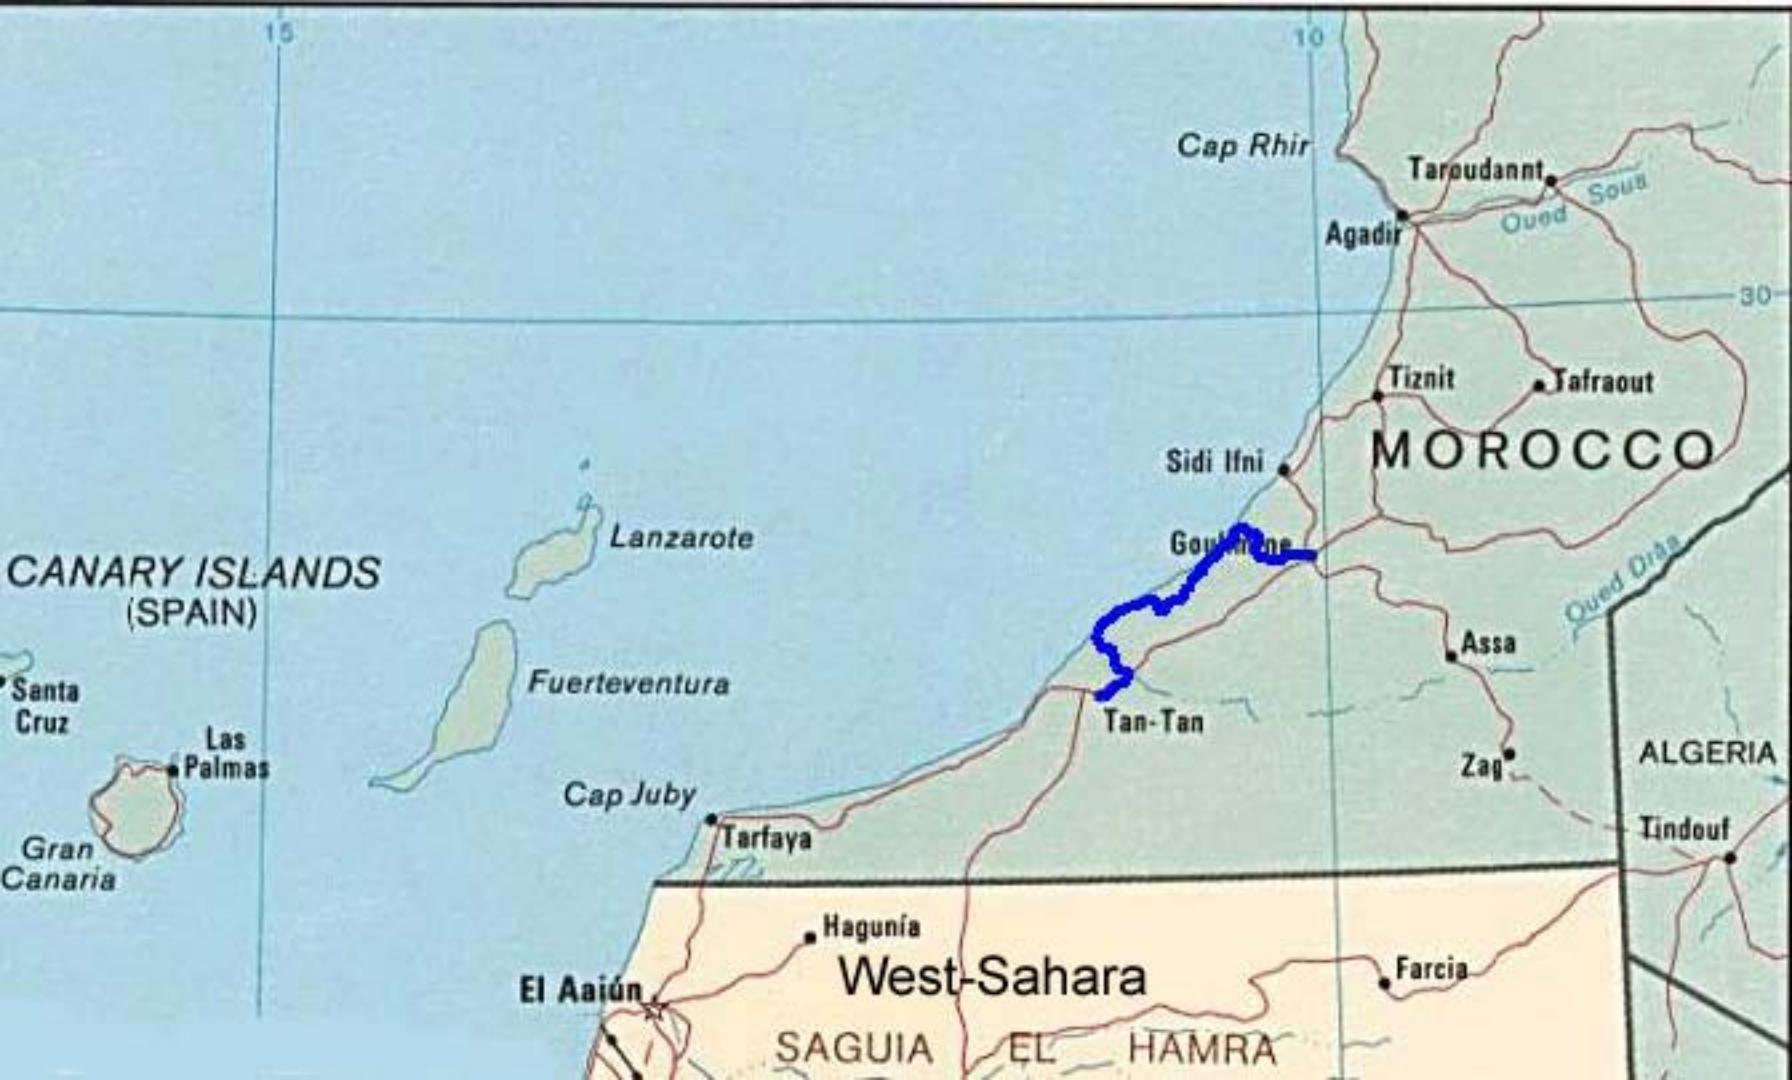 15
10
Cap Rhir
Taroudannt
Oued Sous
Agadir
30
Tiznit
Tafraout
MOROCCO
Sidi Ifni
Lanzarote
CANARY ISLANDS
(SPAIN)
Oued Drâa
Assa
Santa
Cruz
Fuerteventura
Tan-Tan
Las
Palmas
Zag
ALGERIA
Cap Juby
Tarfaya
Tindouf
Gran
Canaria
Hagunía
West-Sahara
Farcia
El Aaiún
SAGUIA EL HAMRA